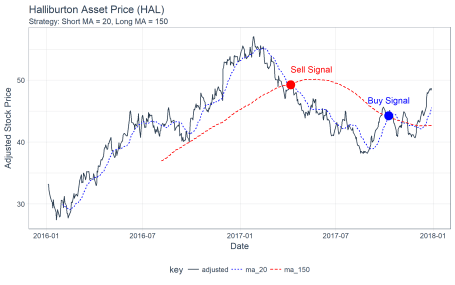 Halliburton Asset Price (HAL)
Strategy: Short MA = 20, Long MA = 150
Sell Signal
Buy Signal
50
40
30
Adjusted Stock Price
2016-01 2016-07 2017-01 2017-07 2018-01
Date
key adjusted ma_20 ma_150